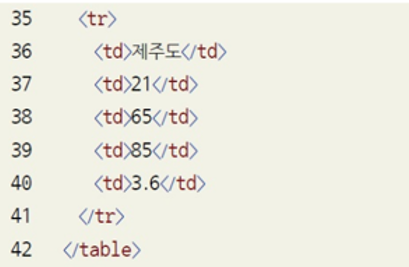 35 <tr>
36 <td>제주도</td>
37 <td>21</td>
38 <td>65</td>
39 <td>85</td>
40 <td>3.6</td>
41 </tr>
42 </table>